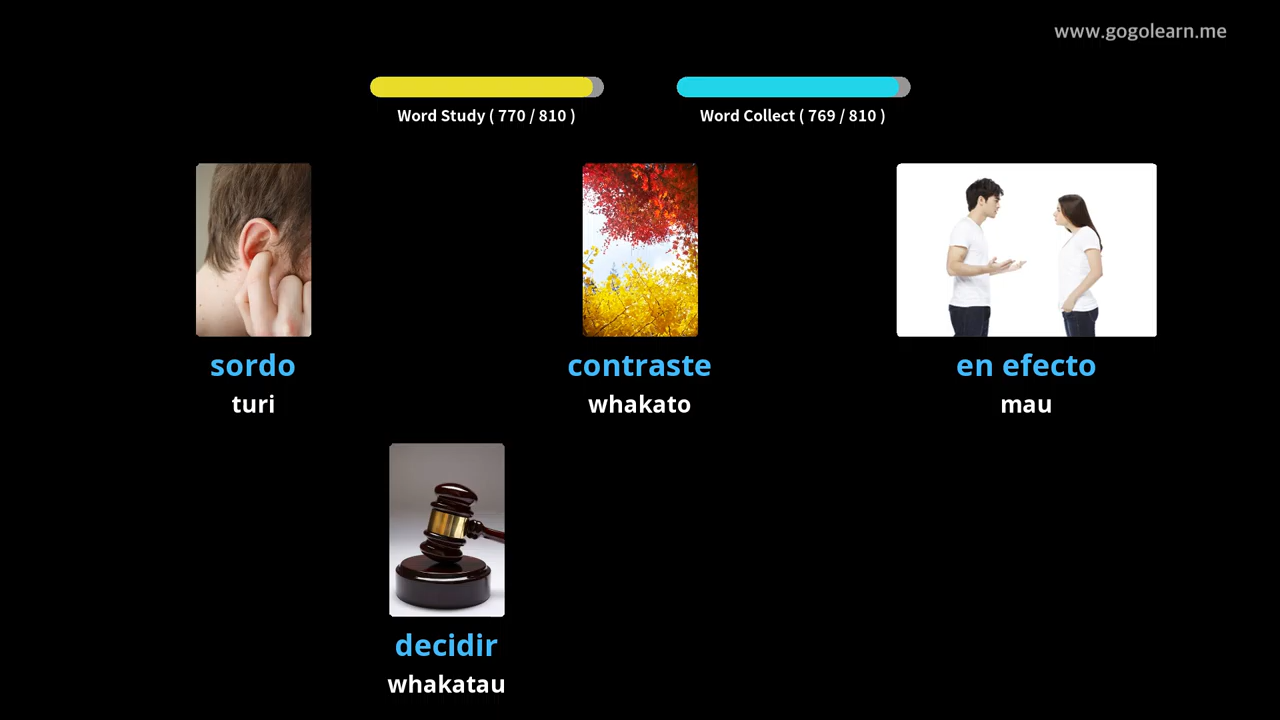 www.gogolearn.me
Word Study ( 770 / 810 )
Word Collect ( 769 / 810 )
sordo
turi
contraste
whakato
en efecto
mau
decidir
whakatau